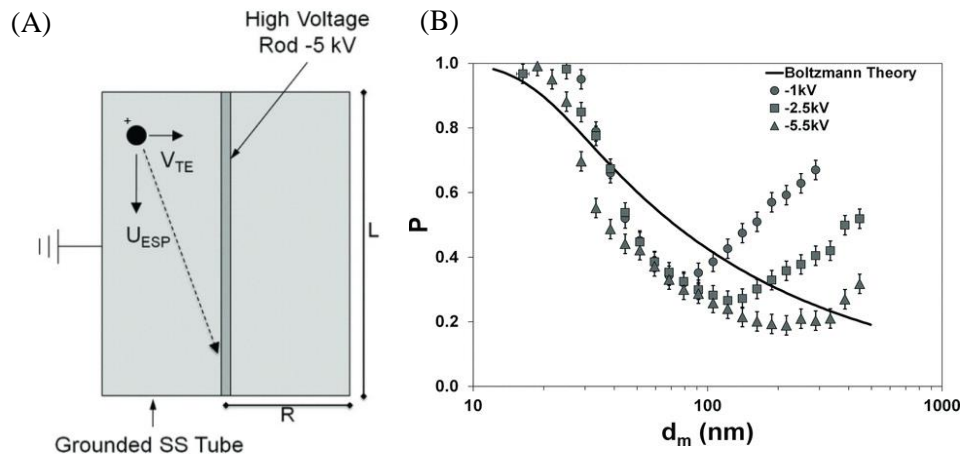 (A)
High Voltage
Rod -5 kV
+
V_TE
U_ESP
L
R
Grounded SS Tube
(B)
P
1.0
0.8
0.6
0.4
0.2
0.0
Boltzmann Theory
-1kV
-2.5kV
-5.5kV
10
100
1000
d_m (nm)